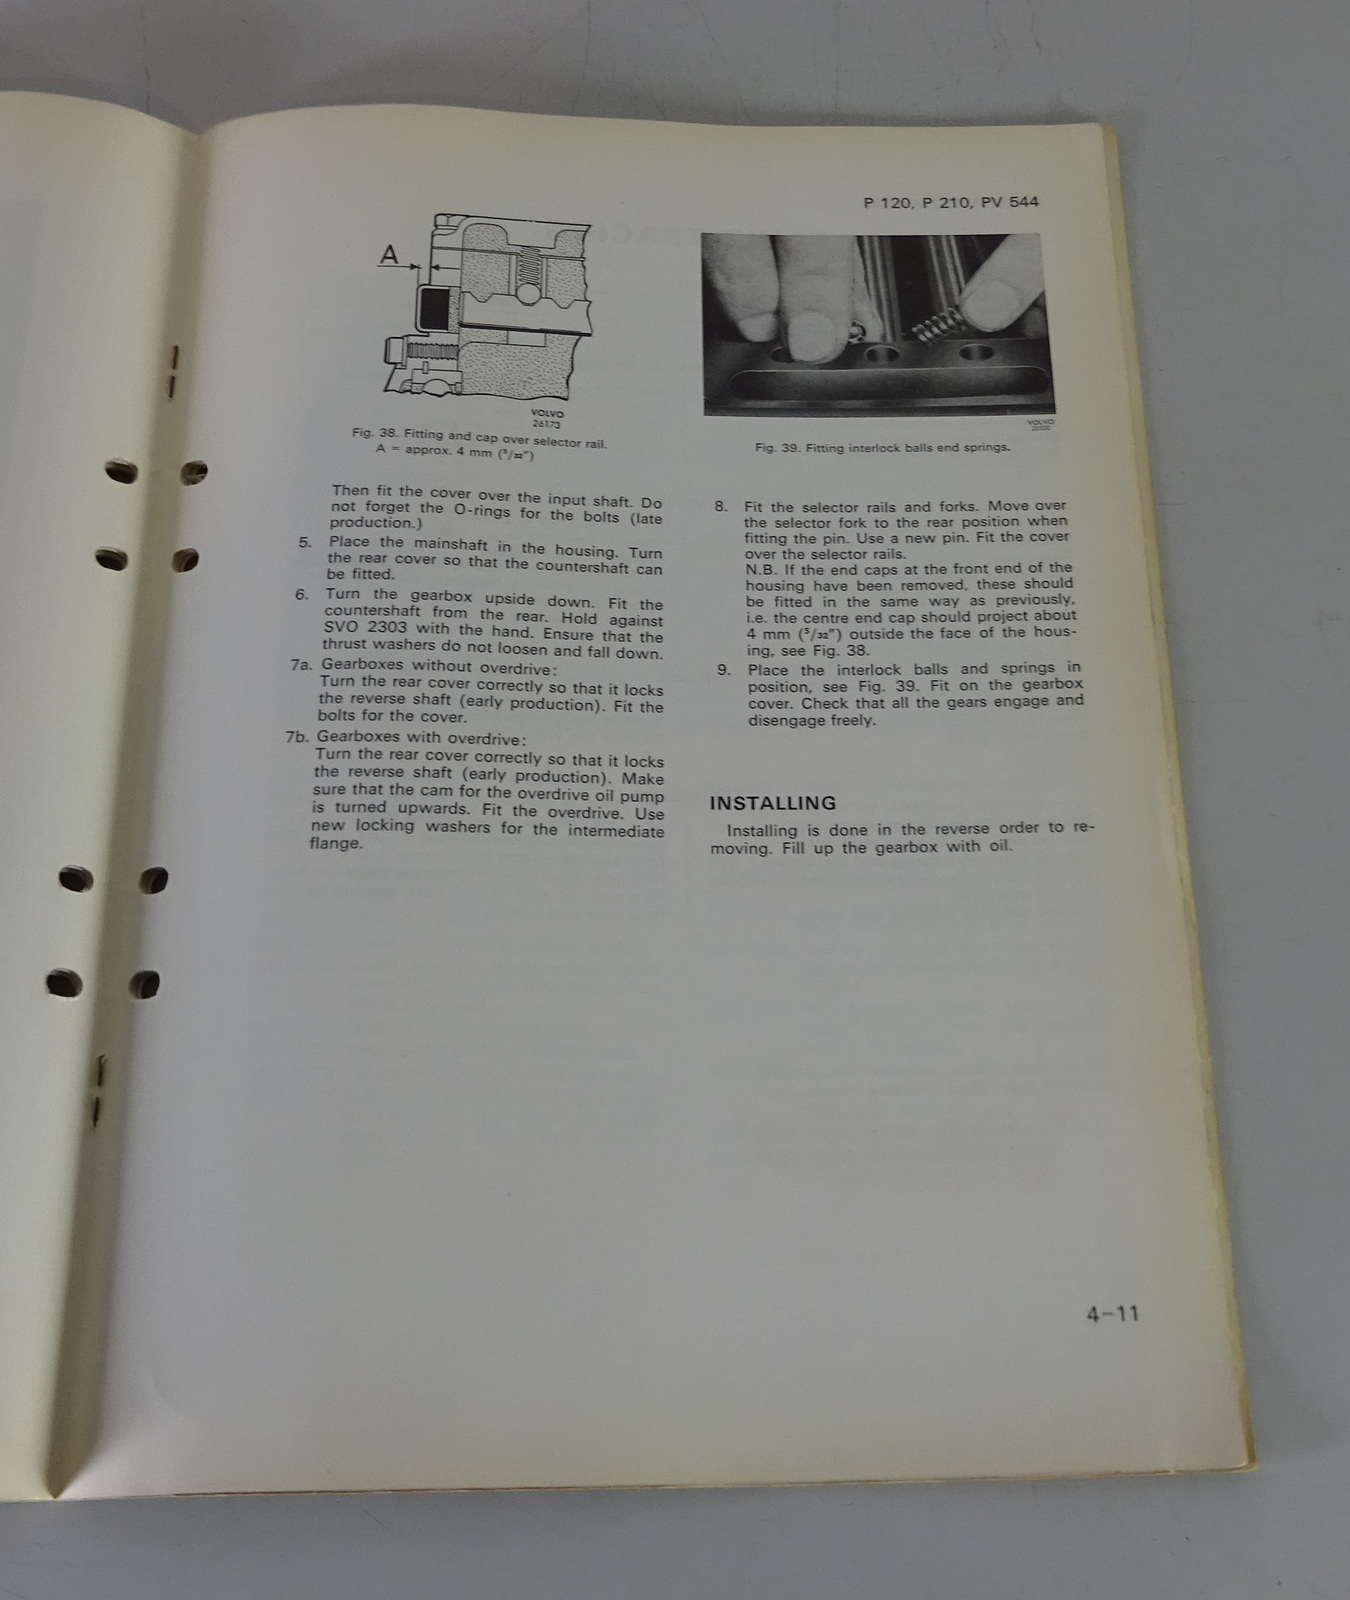 P 120, P 210, PV 544
A
VOLVO
26173
Fig. 38. Fitting and cap over selector rail.
A = approx. 4 mm (⁵/₃₂″)
Then fit the cover over the input shaft. Do
not forget the O-rings for the bolts (late
production.)
5. Place the mainshaft in the housing. Turn
the rear cover so that the countershaft can
be fitted.
6. Turn the gearbox upside down. Fit the
countershaft from the rear. Hold against
SVO 2303 with the hand. Ensure that the
thrust washers do not loosen and fall down.
7a. Gearboxes without overdrive:
Turn the rear cover correctly so that it locks
the reverse shaft (early production). Fit the
bolts for the cover.
7b. Gearboxes with overdrive:
Turn the rear cover correctly so that it locks
the reverse shaft (early production). Make
sure that the cam for the overdrive oil pump
is turned upwards. Fit the overdrive. Use
new locking washers for the intermediate
flange.
VOLVO
Fig. 39. Fitting interlock balls end springs.
8. Fit the selector rails and forks. Move over
the selector fork to the rear position when
fitting the pin. Use a new pin. Fit the cover
over the selector rails.
N.B. If the end caps at the front end of the
housing have been removed, these should
be fitted in the same way as previously,
i.e. the centre end cap should project about
4 mm (⁵/₃₂″) outside the face of the hous-
ing, see Fig. 38.
9. Place the interlock balls and springs in
position, see Fig. 39. Fit on the gearbox
cover. Check that all the gears engage and
disengage freely.
INSTALLING
Installing is done in the reverse order to re-
moving. Fill up the gearbox with oil.
4-11